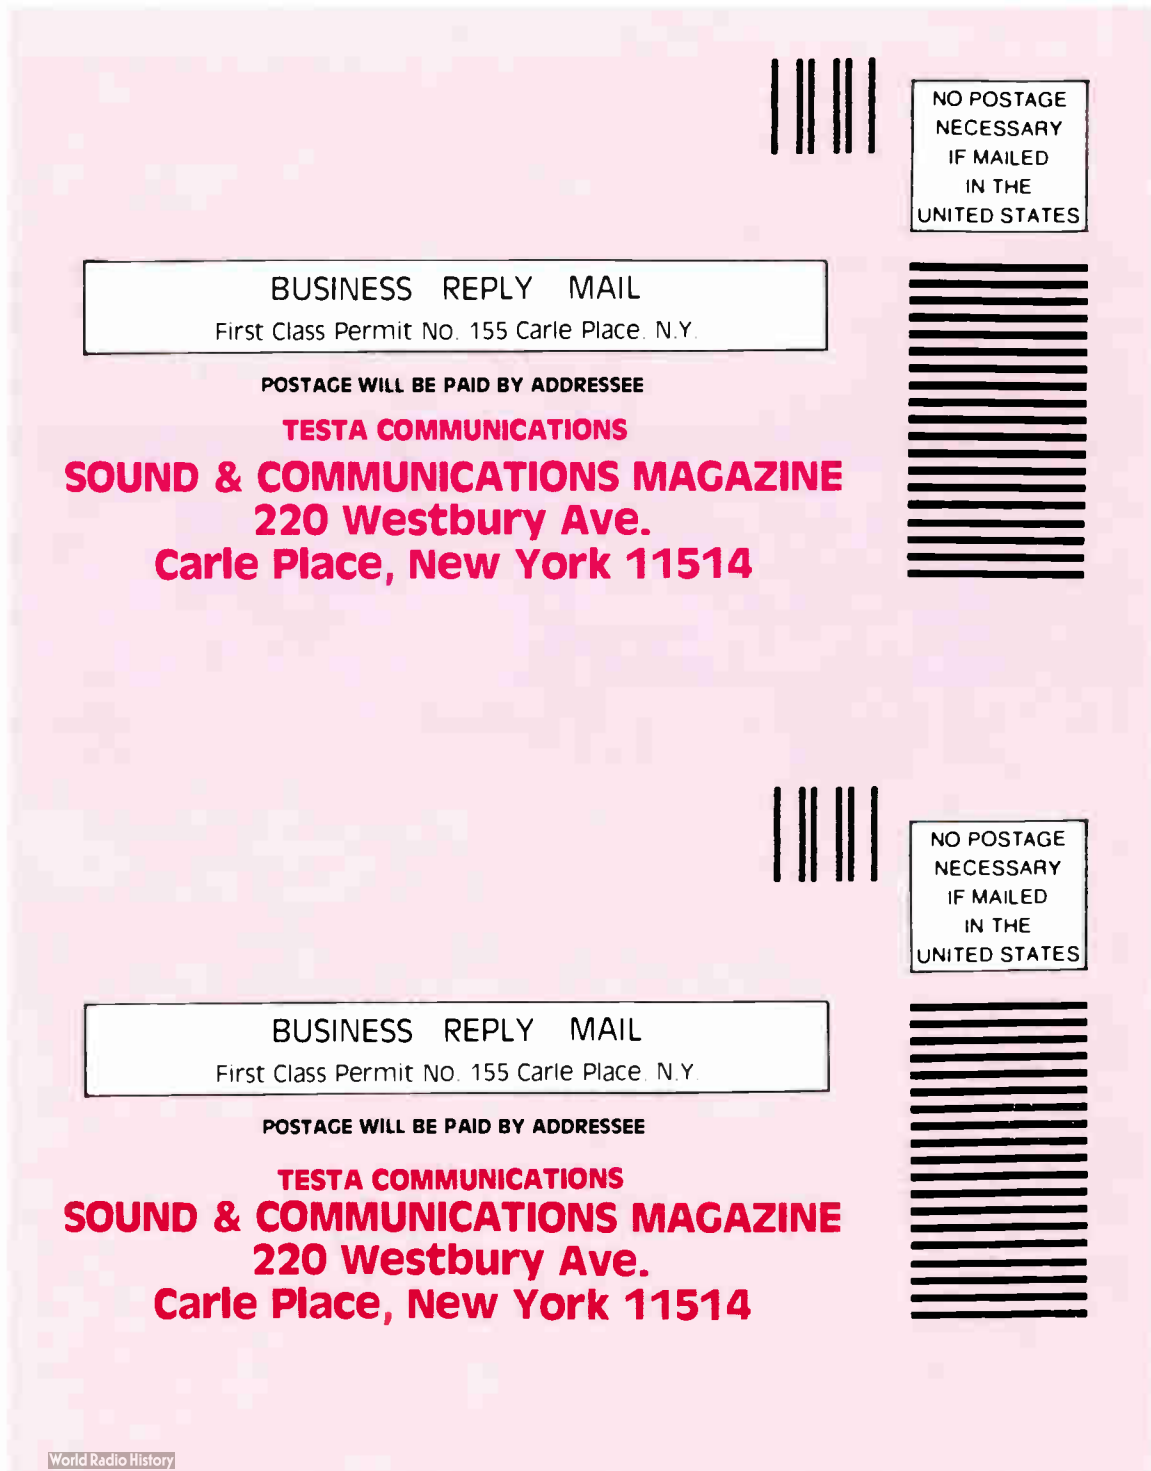 NO POSTAGE
NECESSARY
IF MAILED
IN THE
UNITED STATES
BUSINESS REPLY MAIL
First Class Permit No. 155 Carle Place, N.Y.
POSTAGE WILL BE PAID BY ADDRESSEE
TESTA COMMUNICATIONS
SOUND & COMMUNICATIONS MAGAZINE
220 Westbury Ave.
Carle Place, New York 11514
NO POSTAGE
NECESSARY
IF MAILED
IN THE
UNITED STATES
BUSINESS REPLY MAIL
First Class Permit No. 155 Carle Place, N.Y.
POSTAGE WILL BE PAID BY ADDRESSEE
TESTA COMMUNICATIONS
SOUND & COMMUNICATIONS MAGAZINE
220 Westbury Ave.
Carle Place, New York 11514
World Radio History